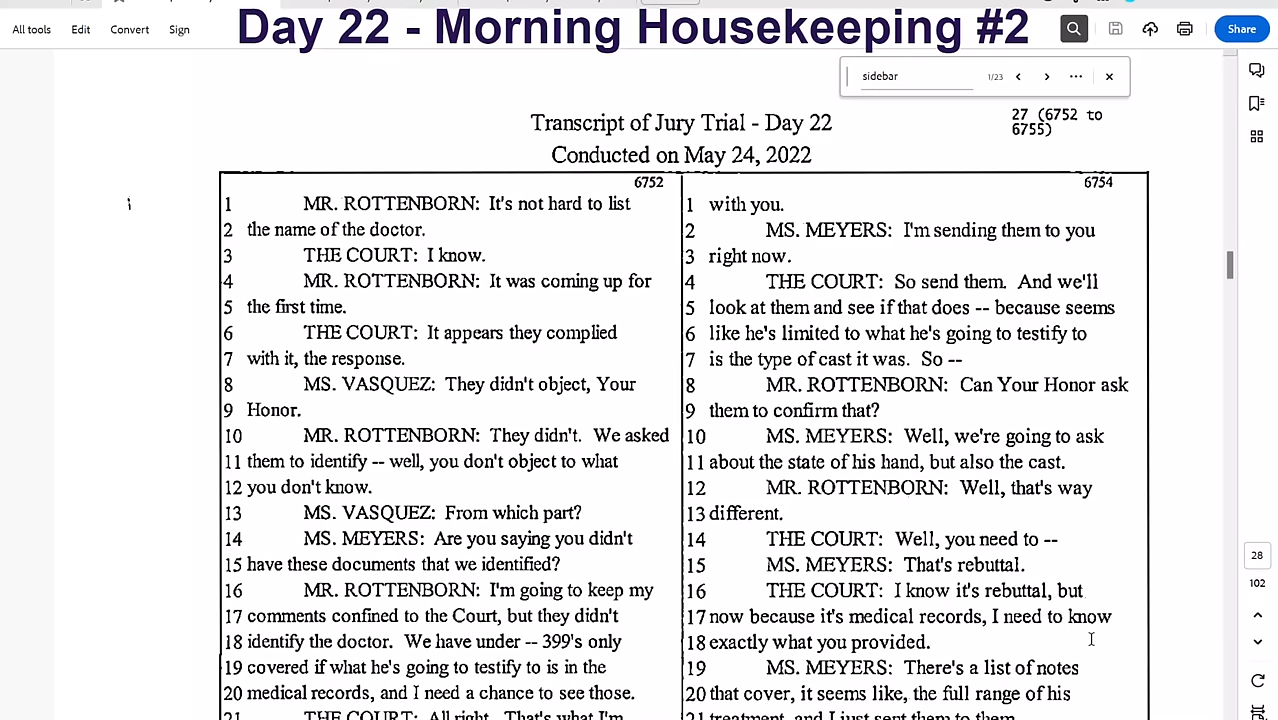 Day 22 - Morning Housekeeping #2
All tools Edit Convert Sign
Share
sidebar 1/23
Transcript of Jury Trial - Day 22
Conducted on May 24, 2022
27 (6752 to
6755)
6752
1 MR. ROTTENBORN: It's not hard to list
2 the name of the doctor.
3 THE COURT: I know.
4 MR. ROTTENBORN: It was coming up for
5 the first time.
6 THE COURT: It appears they complied
7 with it, the response.
8 MS. VASQUEZ: They didn't object, Your
9 Honor.
10 MR. ROTTENBORN: They didn't. We asked
11 them to identify -- well, you don't object to what
12 you don't know.
13 MS. VASQUEZ: From which part?
14 MS. MEYERS: Are you saying you didn't
15 have these documents that we identified?
16 MR. ROTTENBORN: I'm going to keep my
17 comments confined to the Court, but they didn't
18 identify the doctor. We have under -- 399's only
19 covered if what he's going to testify to is in the
20 medical records, and I need a chance to see those.
21 THE COURT: All right. That's what I'm
6754
1 with you.
2 MS. MEYERS: I'm sending them to you
3 right now.
4 THE COURT: So send them. And we'll
5 look at them and see if that does -- because seems
6 like he's limited to what he's going to testify to
7 is the type of cast it was. So --
8 MR. ROTTENBORN: Can Your Honor ask
9 them to confirm that?
10 MS. MEYERS: Well, we're going to ask
11 about the state of his hand, but also the cast.
12 MR. ROTTENBORN: Well, that's way
13 different.
14 THE COURT: Well, you need to --
15 MS. MEYERS: That's rebuttal.
16 THE COURT: I know it's rebuttal, but
17 now because it's medical records, I need to know
18 exactly what you provided.
19 MS. MEYERS: There's a list of notes
20 that cover, it seems like, the full range of his
21 treatment, and I just sent them to them.
28
102